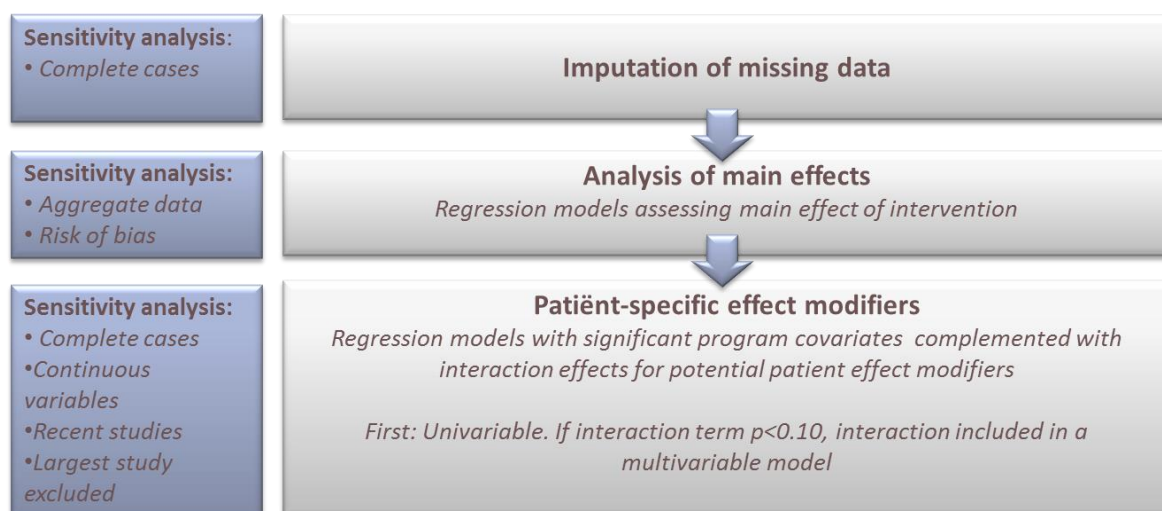 Sensitivity analysis:
• Complete cases
Imputation of missing data
Sensitivity analysis:
• Aggregate data
• Risk of bias
Analysis of main effects
Regression models assessing main effect of intervention
Sensitivity analysis:
• Complete cases
•Continuous
variables
•Recent studies
•Largest study
excluded
Patiënt-specific effect modifiers
Regression models with significant program covariates complemented with
interaction effects for potential patient effect modifiers
First: Univariable. If interaction term p<0.10, interaction included in a
multivariable model